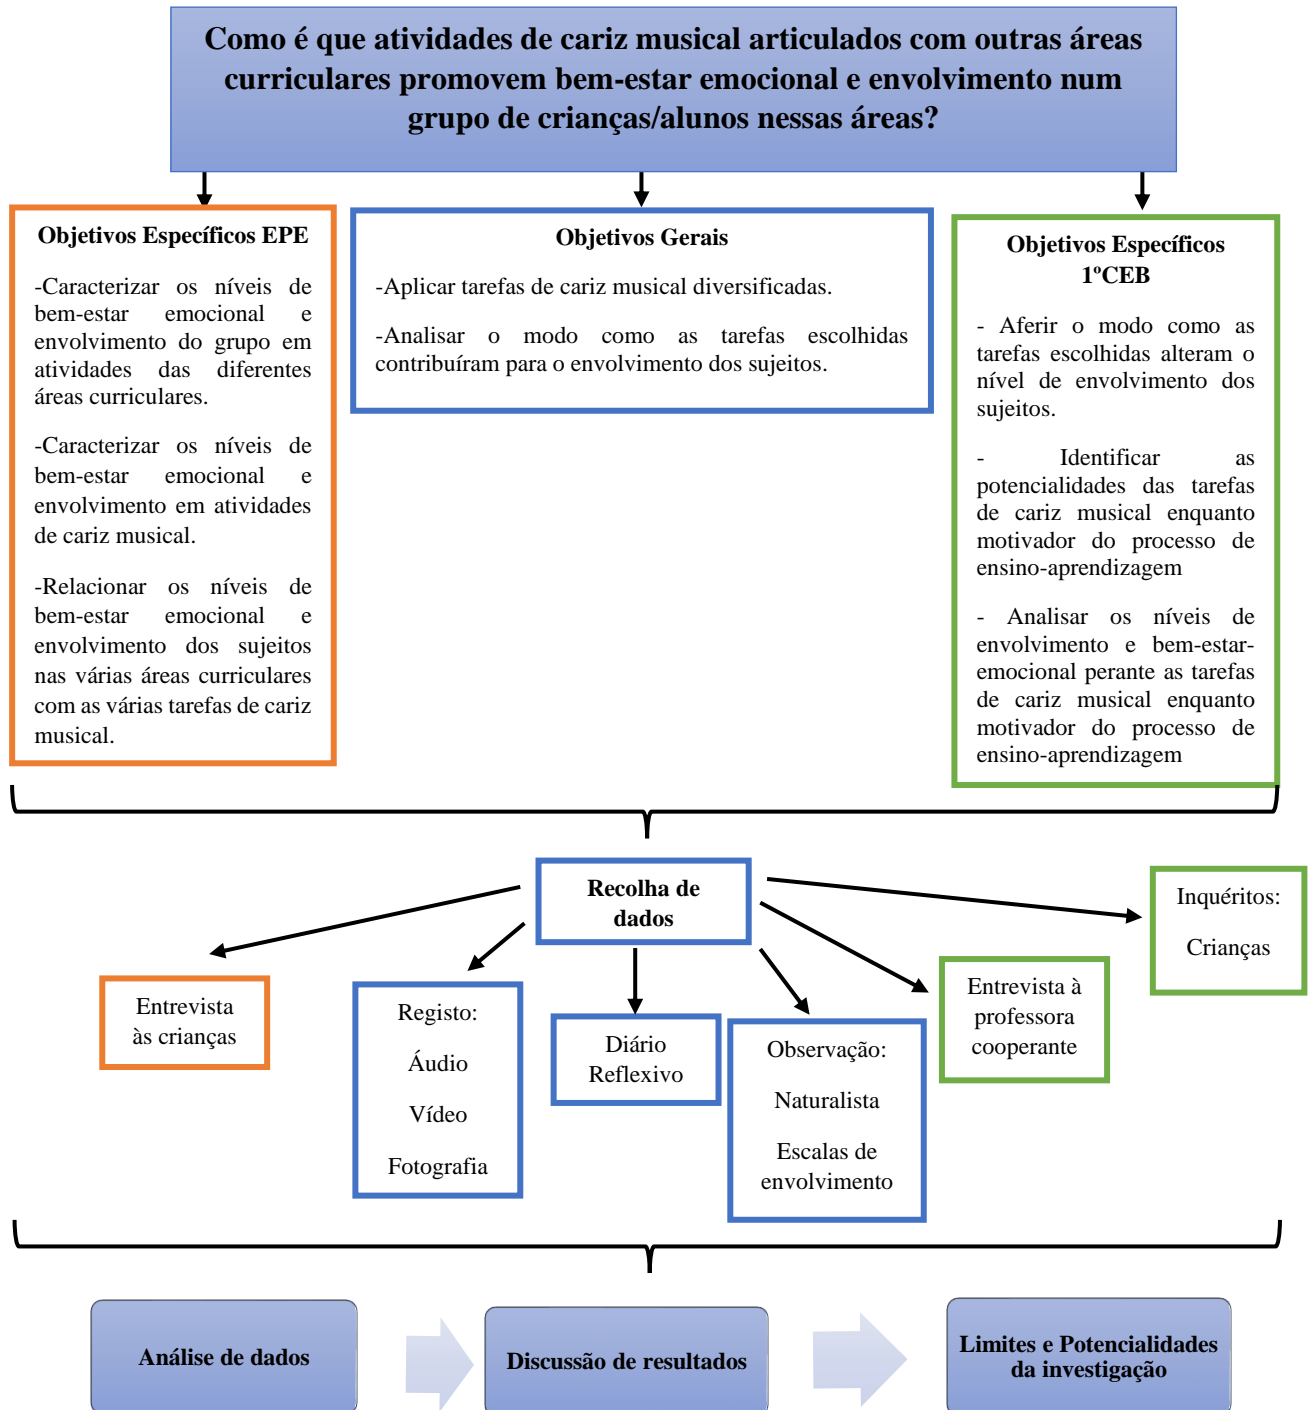 Como é que atividades de cariz musical articulados com outras áreas
curriculares promovem bem-estar emocional e envolvimento num
grupo de crianças/alunos nessas áreas?
Objetivos Específicos EPE
-Caracterizar os níveis de
bem-estar emocional e
envolvimento do grupo em
atividades das diferentes
áreas curriculares.
-Caracterizar os níveis de
bem-estar emocional e
envolvimento em atividades
de cariz musical.
-Relacionar os níveis de
bem-estar emocional e
envolvimento dos sujeitos
nas várias áreas curriculares
com as várias tarefas de cariz
musical.
Objetivos Gerais
-Aplicar tarefas de cariz musical diversificadas.
-Analisar o modo como as tarefas escolhidas
contribuíram para o envolvimento dos sujeitos.
Objetivos Específicos
1ºCEB
- Aferir o modo como as
tarefas escolhidas alteram o
nível de envolvimento dos
sujeitos.
- Identificar as
potencialidades das tarefas
de cariz musical enquanto
motivador do processo de
ensino-aprendizagem
- Analisar os níveis de
envolvimento e bem-estar-
emocional perante as tarefas
de cariz musical enquanto
motivador do processo de
ensino-aprendizagem
Recolha de
dados
Entrevista
às crianças
Registo:
Áudio
Vídeo
Fotografia
Diário
Reflexivo
Observação:
Naturalista
Escalas de
envolvimento
Entrevista à
professora
cooperante
Inquéritos:
Crianças
Análise de dados
Discussão de resultados
Limites e Potencialidades
da investigação